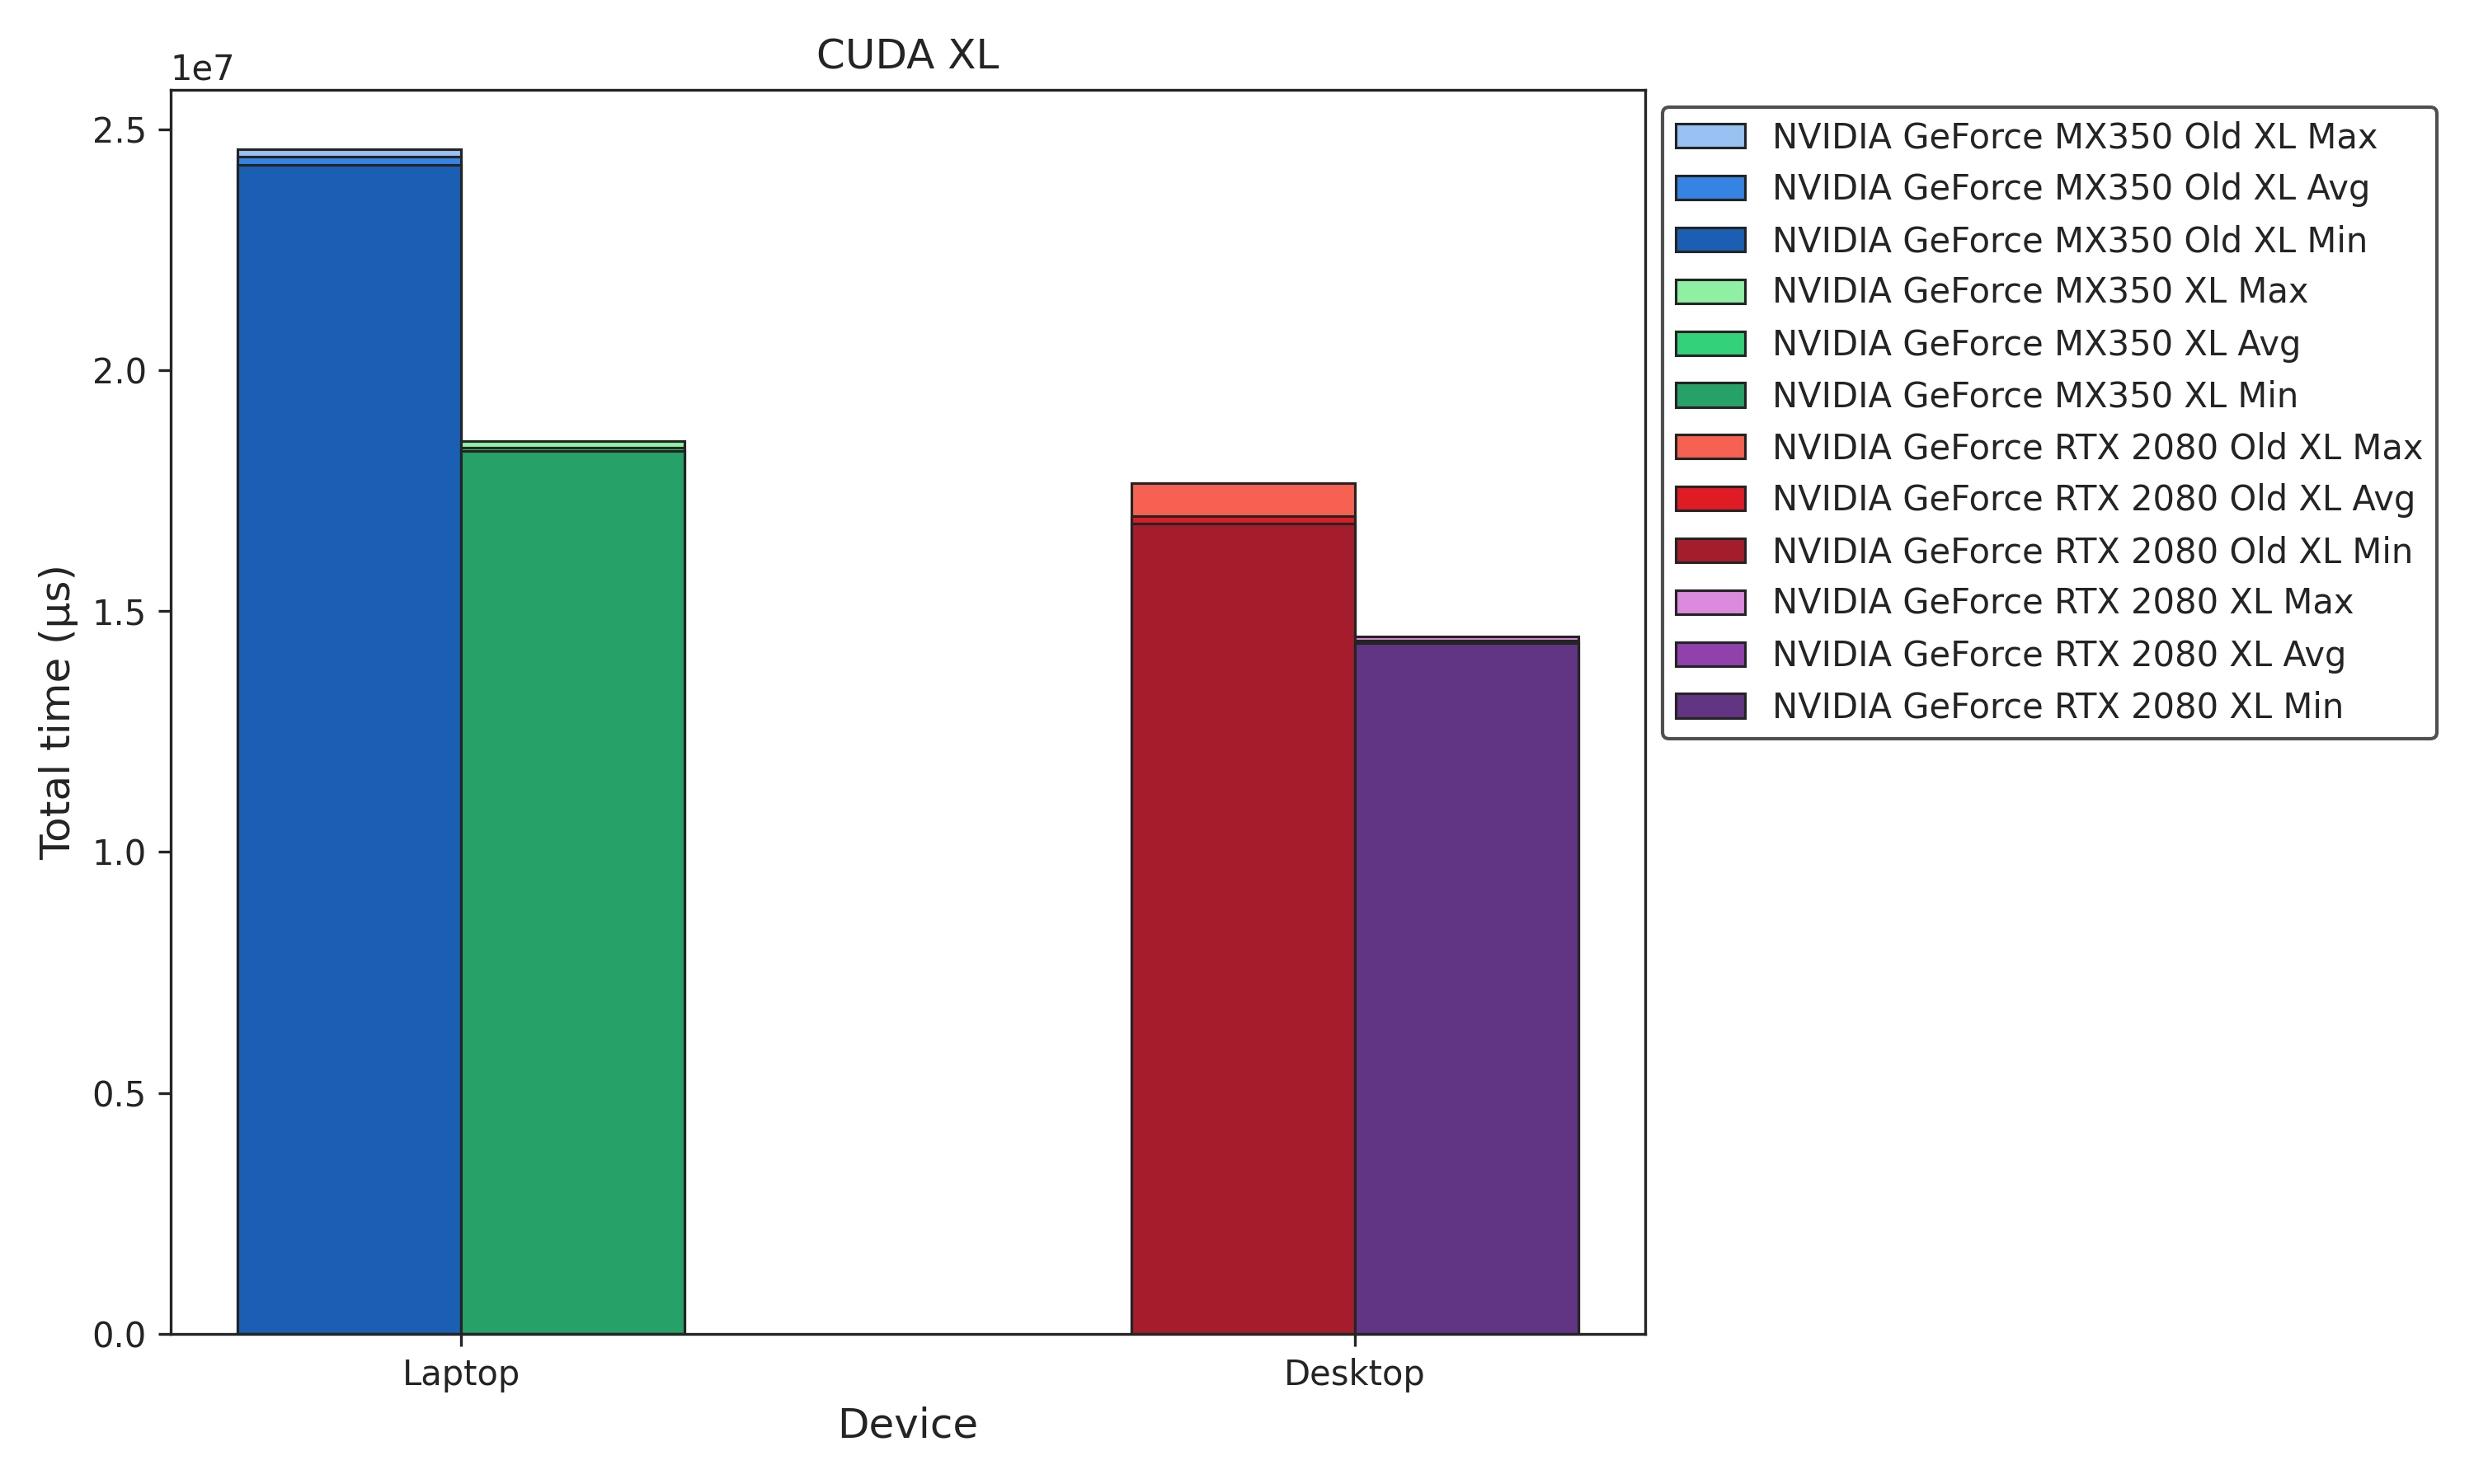 CUDA XL
1e7
2.5
2.0
1.5
1.0
0.5
0.0
Total time (µs)
Laptop
Desktop
Device
NVIDIA GeForce MX350 Old XL Max
NVIDIA GeForce MX350 Old XL Avg
NVIDIA GeForce MX350 Old XL Min
NVIDIA GeForce MX350 XL Max
NVIDIA GeForce MX350 XL Avg
NVIDIA GeForce MX350 XL Min
NVIDIA GeForce RTX 2080 Old XL Max
NVIDIA GeForce RTX 2080 Old XL Avg
NVIDIA GeForce RTX 2080 Old XL Min
NVIDIA GeForce RTX 2080 XL Max
NVIDIA GeForce RTX 2080 XL Avg
NVIDIA GeForce RTX 2080 XL Min